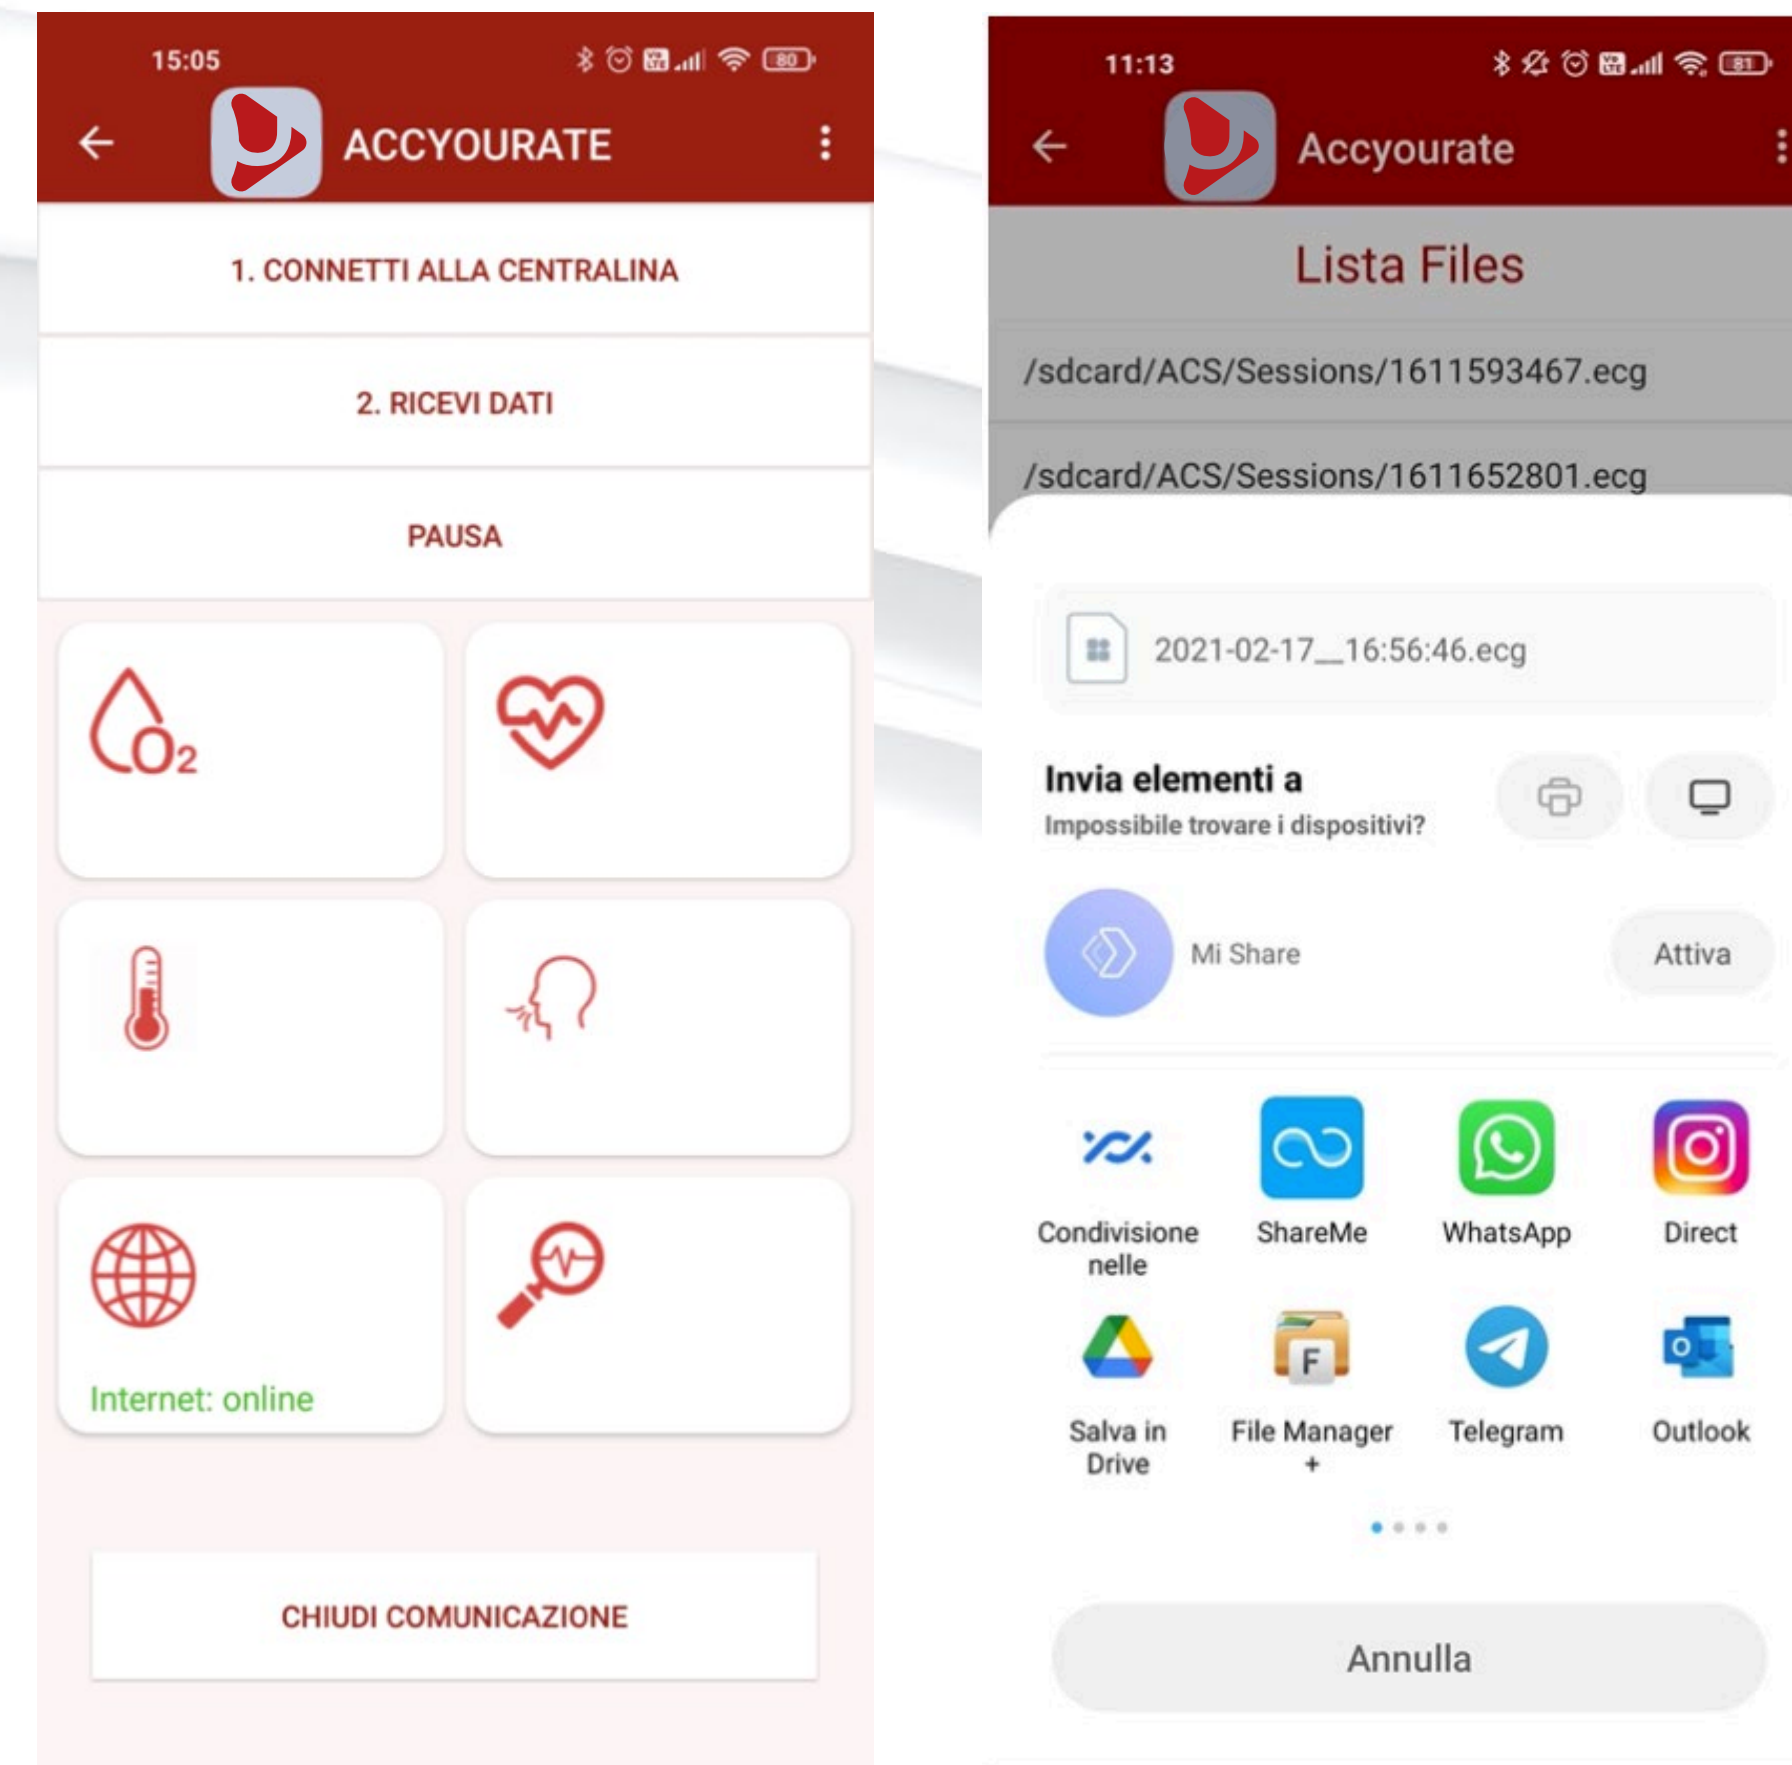 15:05
80
ACCYOURATE
1. CONNETTI ALLA CENTRALINA
2. RICEVI DATI
PAUSA
O2
Internet: online
CHIUDI COMUNICAZIONE
11:13
81
Accyourate
Lista Files
/sdcard/ACS/Sessions/1611593467.ecg
/sdcard/ACS/Sessions/1611652801.ecg
2021-02-17__16:56:46.ecg
Invia elementi a
Impossibile trovare i dispositivi?
Mi Share
Attiva
Condivisione
nelle
ShareMe
WhatsApp
Direct
F
O
Salva in
Drive
File Manager
+
Telegram
Outlook
Annulla